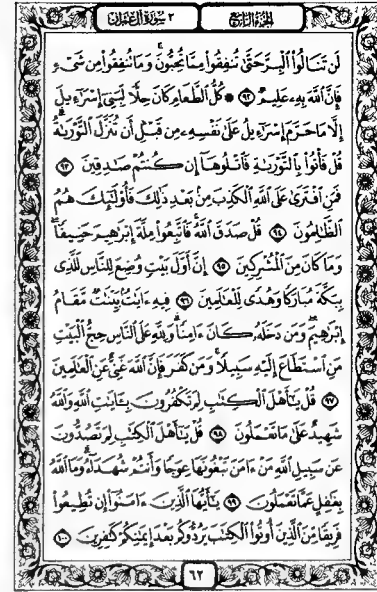 الجزء الرابع
٣ سورة آل عمران
لَن تَنَالُوا۟ ٱلْبِرَّ حَتَّىٰ تُنفِقُوا۟ مِمَّا تُحِبُّونَ ۚ وَمَا تُنفِقُوا۟ مِن شَىْءٍ
فَإِنَّ ٱللَّهَ بِهِۦ عَلِيمٌ ٩٢ ۞ كُلُّ ٱلطَّعَامِ كَانَ حِلًّا لِّبَنِىٓ إِسْرَٰٓءِيلَ
إِلَّا مَا حَرَّمَ إِسْرَٰٓءِيلُ عَلَىٰ نَفْسِهِۦ مِن قَبْلِ أَن تُنَزَّلَ ٱلتَّوْرَىٰةُ ۗ
قُلْ فَأْتُوا۟ بِٱلتَّوْرَىٰةِ فَٱتْلُوهَآ إِن كُنتُمْ صَٰدِقِينَ ٩٣
فَمَنِ ٱفْتَرَىٰ عَلَى ٱللَّهِ ٱلْكَذِبَ مِنۢ بَعْدِ ذَٰلِكَ فَأُو۟لَٰٓئِكَ هُمُ
ٱلظَّٰلِمُونَ ٩٤ قُلْ صَدَقَ ٱللَّهُ ۗ فَٱتَّبِعُوا۟ مِلَّةَ إِبْرَٰهِيمَ حَنِيفًا ۖ
وَمَا كَانَ مِنَ ٱلْمُشْرِكِينَ ٩٥ إِنَّ أَوَّلَ بَيْتٍ وُضِعَ لِلنَّاسِ لَلَّذِى
بِبَكَّةَ مُبَارَكًا وَهُدًى لِّلْعَٰلَمِينَ ٩٦ فِيهِ ءَايَٰتٌۢ بَيِّنَٰتٌ مَّقَامُ
إِبْرَٰهِيمَ ۖ وَمَن دَخَلَهُۥ كَانَ ءَامِنًا ۗ وَلِلَّهِ عَلَى ٱلنَّاسِ حِجُّ ٱلْبَيْتِ
مَنِ ٱسْتَطَاعَ إِلَيْهِ سَبِيلًا ۚ وَمَن كَفَرَ فَإِنَّ ٱللَّهَ غَنِىٌّ عَنِ ٱلْعَٰلَمِينَ
٩٧ قُلْ يَٰٓأَهْلَ ٱلْكِتَٰبِ لِمَ تَكْفُرُونَ بِـَٔايَٰتِ ٱللَّهِ وَٱللَّهُ
شَهِيدٌ عَلَىٰ مَا تَعْمَلُونَ ٩٨ قُلْ يَٰٓأَهْلَ ٱلْكِتَٰبِ لِمَ تَصُدُّونَ
عَن سَبِيلِ ٱللَّهِ مَنْ ءَامَنَ تَبْغُونَهَا عِوَجًا وَأَنتُمْ شُهَدَآءُ ۗ وَمَا ٱللَّهُ
بِغَٰفِلٍ عَمَّا تَعْمَلُونَ ٩٩ يَٰٓأَيُّهَا ٱلَّذِينَ ءَامَنُوٓا۟ إِن تُطِيعُوا۟
فَرِيقًا مِّنَ ٱلَّذِينَ أُوتُوا۟ ٱلْكِتَٰبَ يَرُدُّوكُم بَعْدَ إِيمَٰنِكُمْ كَٰفِرِينَ ١٠٠
٦٢